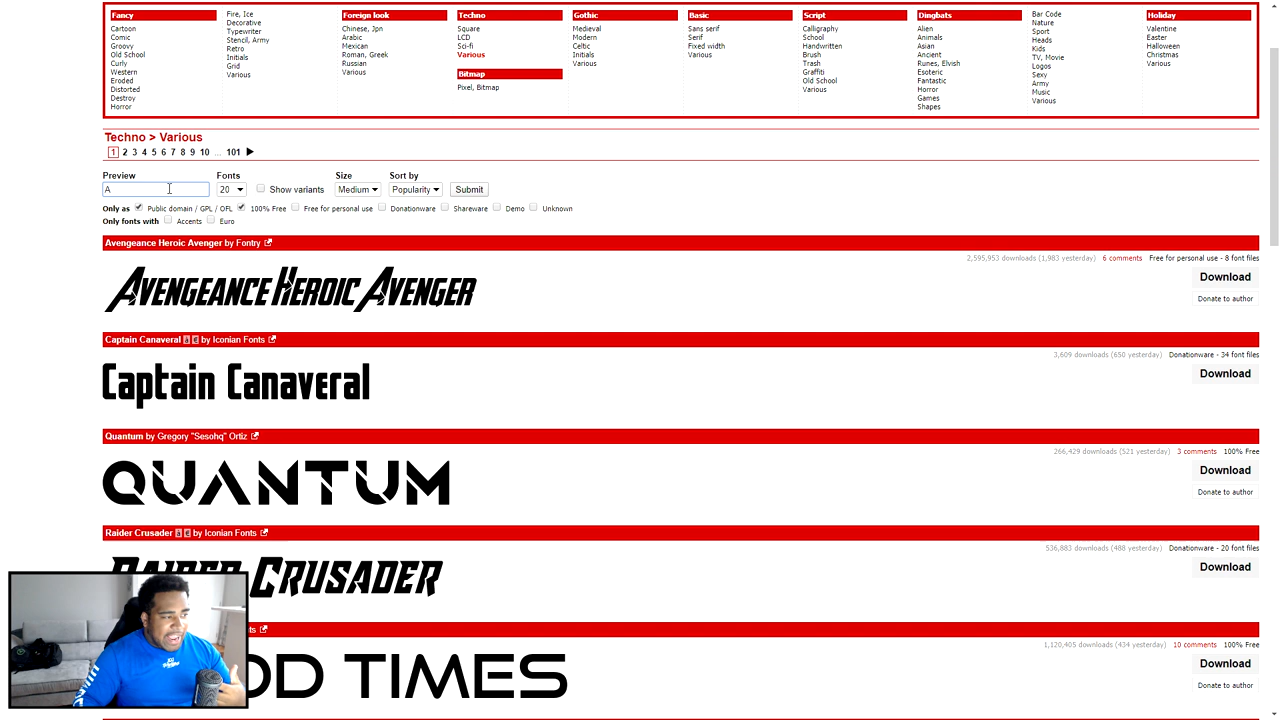 Fancy
Cartoon
Comic
Groovy
Old School
Curly
Western
Eroded
Distorted
Destroy
Horror
Fire, Ice
Decorative
Typewriter
Stencil, Army
Retro
Initials
Grid
Various
Foreign look
Chinese, Jpn
Arabic
Mexican
Roman, Greek
Russian
Various
Techno
Square
LCD
Sci-fi
Various
Bitmap
Pixel, Bitmap
Gothic
Medieval
Modern
Celtic
Initials
Various
Basic
Sans serif
Serif
Fixed width
Various
Script
Calligraphy
School
Handwritten
Brush
Trash
Graffiti
Old School
Various
Dingbats
Alien
Animals
Asian
Ancient
Runes, Elvish
Esoteric
Fantastic
Horror
Games
Shapes
Bar Code
Nature
Sport
Heads
Kids
TV, Movie
Logos
Sexy
Army
Music
Various
Holiday
Valentine
Easter
Halloween
Christmas
Various
Techno > Various
1 2 3 4 5 6 7 8 9 10 ... 101
Preview Fonts Size Sort by
A 20 Show variants Medium Popularity Submit
Only as Public domain / GPL / OFL 100% Free Free for personal use Donationware Shareware Demo Unknown
Only fonts with Accents Euro
Avengeance Heroic Avenger by Fontry
2,595,953 downloads (1,983 yesterday) 6 comments Free for personal use - 8 font files
Avengeance Heroic Avenger
Download
Donate to author
Captain Canaveral à € by Iconian Fonts
3,609 downloads (650 yesterday) Donationware - 34 font files
Captain Canaveral
Download
Quantum by Gregory "Sesohq" Ortiz
266,429 downloads (521 yesterday) 3 comments 100% Free
QUANTUM
Download
Donate to author
Raider Crusader à € by Iconian Fonts
536,883 downloads (488 yesterday) Donationware - 20 font files
Raider Crusader
Download
1,120,405 downloads (434 yesterday) 10 comments 100% Free
OD TIMES
Download
Donate to author